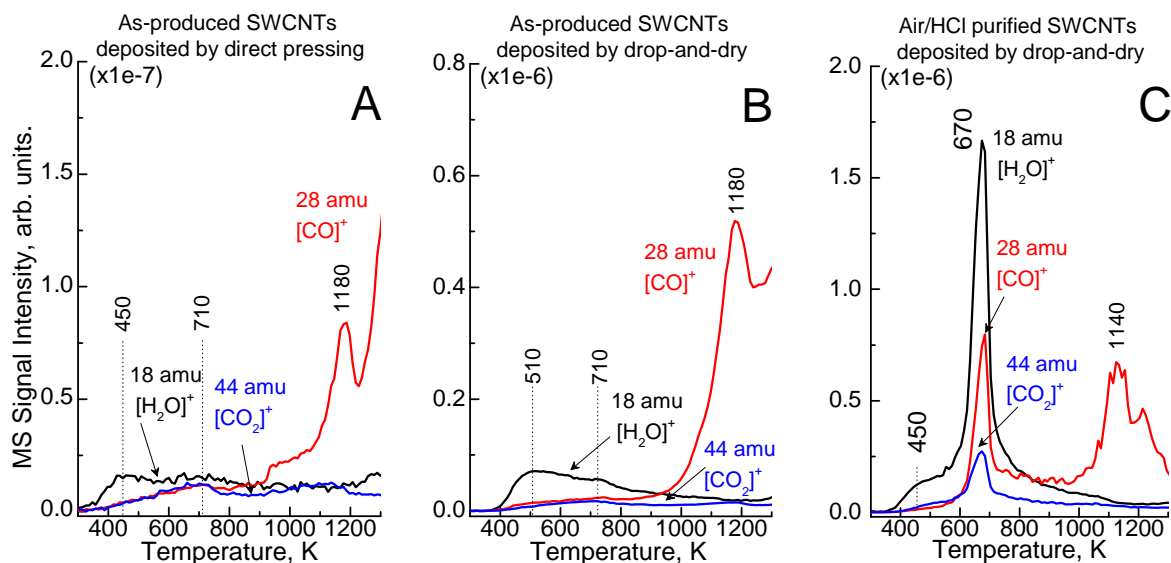 As-produced SWCNTs
deposited by direct pressing
(x1e-7)
A
MS Signal Intensity, arb. units.
2.0
1.5
1.0
0.5
0.0
28 amu
[CO]⁺
1180
450
710
18 amu
[H₂O]⁺
44 amu
[CO₂]⁺
400 600 800 1000 1200
Temperature, K
As-produced SWCNTs
deposited by drop-and-dry
(x1e-6)
B
0.8
0.6
0.4
0.2
0.0
1180
28 amu
[CO]⁺
510
710
18 amu
[H₂O]⁺
44 amu
[CO₂]⁺
400 600 800 1000 1200
Temperature, K
Air/HCl purified SWCNTs
deposited by drop-and-dry
(x1e-6)
C
2.0
1.5
1.0
0.5
0.0
670
18 amu
[H₂O]⁺
28 amu
[CO]⁺
1140
44 amu
[CO₂]⁺
450
400 600 800 1000 1200
Temperature, K